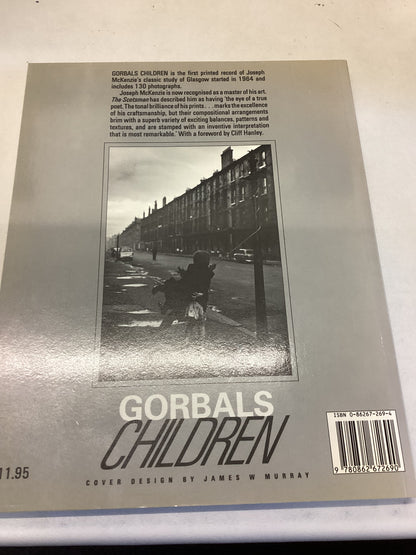 GORBALS CHILDREN is the first printed record of Joseph
McKenzie's classic study of Glasgow started in 1964 and
includes 130 photographs.
Joseph McKenzie is now recognised as a master of his art.
The Scotsman has described him as having 'the eye of a true
poet. The tonal brilliance of his prints . . . marks the excellence
of his craftsmanship, but their compositional arrangements
brim with a superb variety of exciting balances, patterns and
textures, and are stamped with an inventive interpretation
that is most remarkable.' With a foreword by Cliff Hanley.
GORBALS
CHILDREN
COVER DESIGN BY JAMES W MURRAY
11.95
ISBN 0-86267-269-4
9 780862 672690